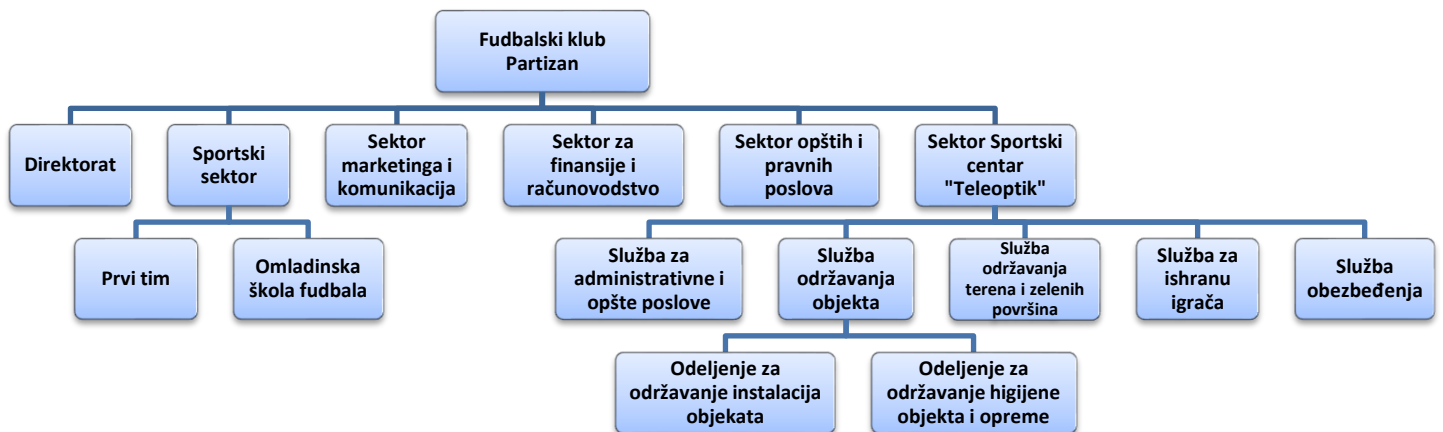 Fudbalski klub
Partizan
Direktorat
Sportski
sektor
Sektor
marketinga i
komunikacija
Sektor za
finansije i
računovodstvo
Sektor opštih i
pravnih
poslova
Sektor Sportski
centar
"Teleoptik"
Prvi tim
Omladinska
škola fudbala
Služba za
administrativne i
opšte poslove
Služba
održavanja
objekta
Služba
održavanja
terena i zelenih
površina
Služba za
ishranu
igrača
Služba
obezbeđenja
Odeljenje za
održavanje instalacija
objekata
Odeljenje za
održavanje higijene
objekta i opreme